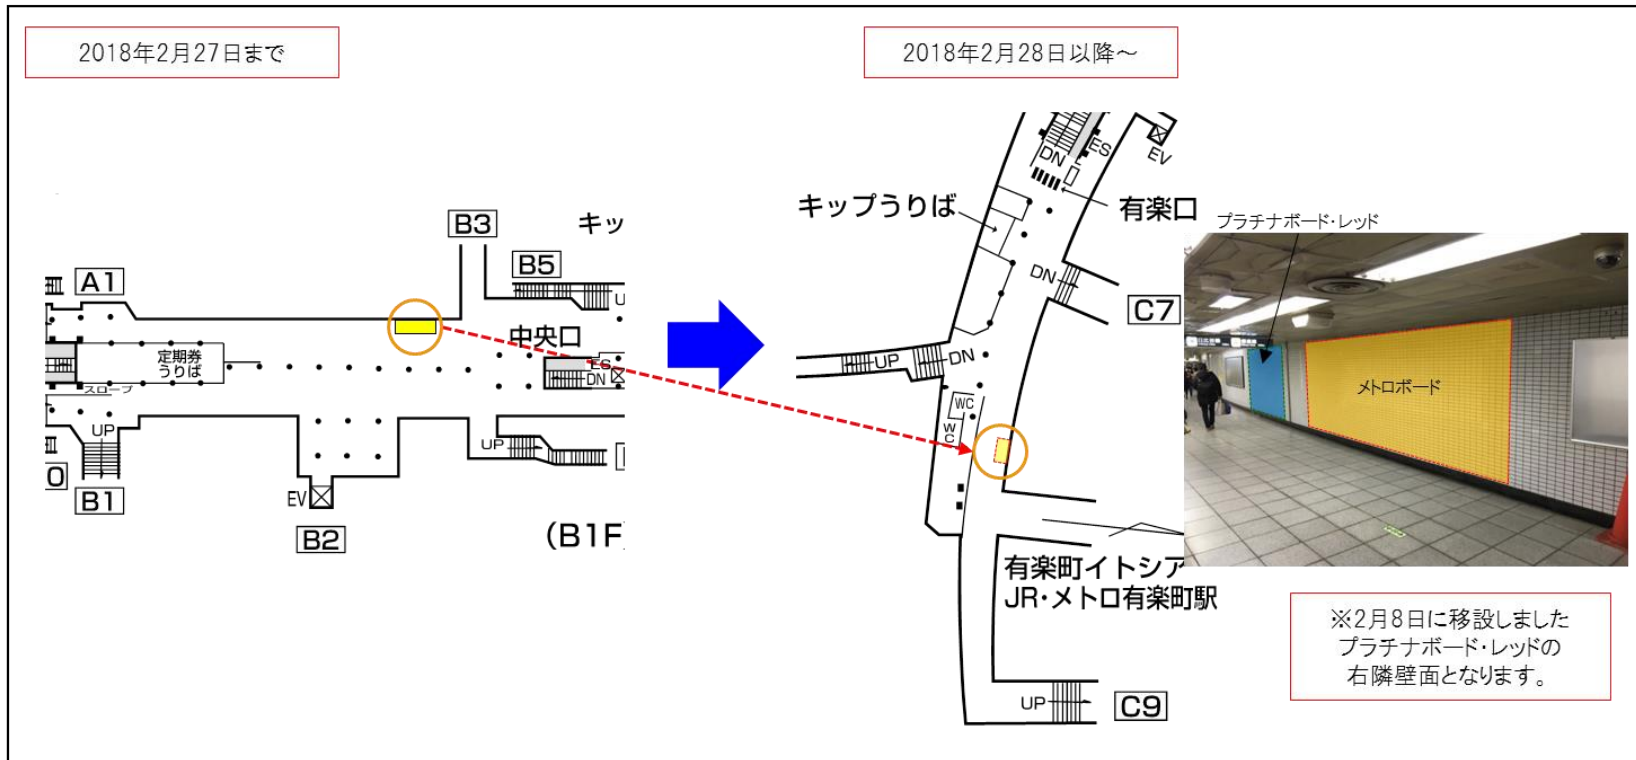 2018年2月27日まで
2018年2月28日以降～
B3
キッ
A1
B5
中央口
定期券
うりば
スロープ
ES
DN
UP
UP
B1
EV
B2
(B1F
DN
ES
EV
キップうりば
有楽口
DN
C7
UP
DN
WC
WC
有楽町イトシア
JR・メトロ有楽町駅
UP
C9
プラチナボード・レッド
メトロボード
※2月8日に移設しました
プラチナボード・レッドの
右隣壁面となります。